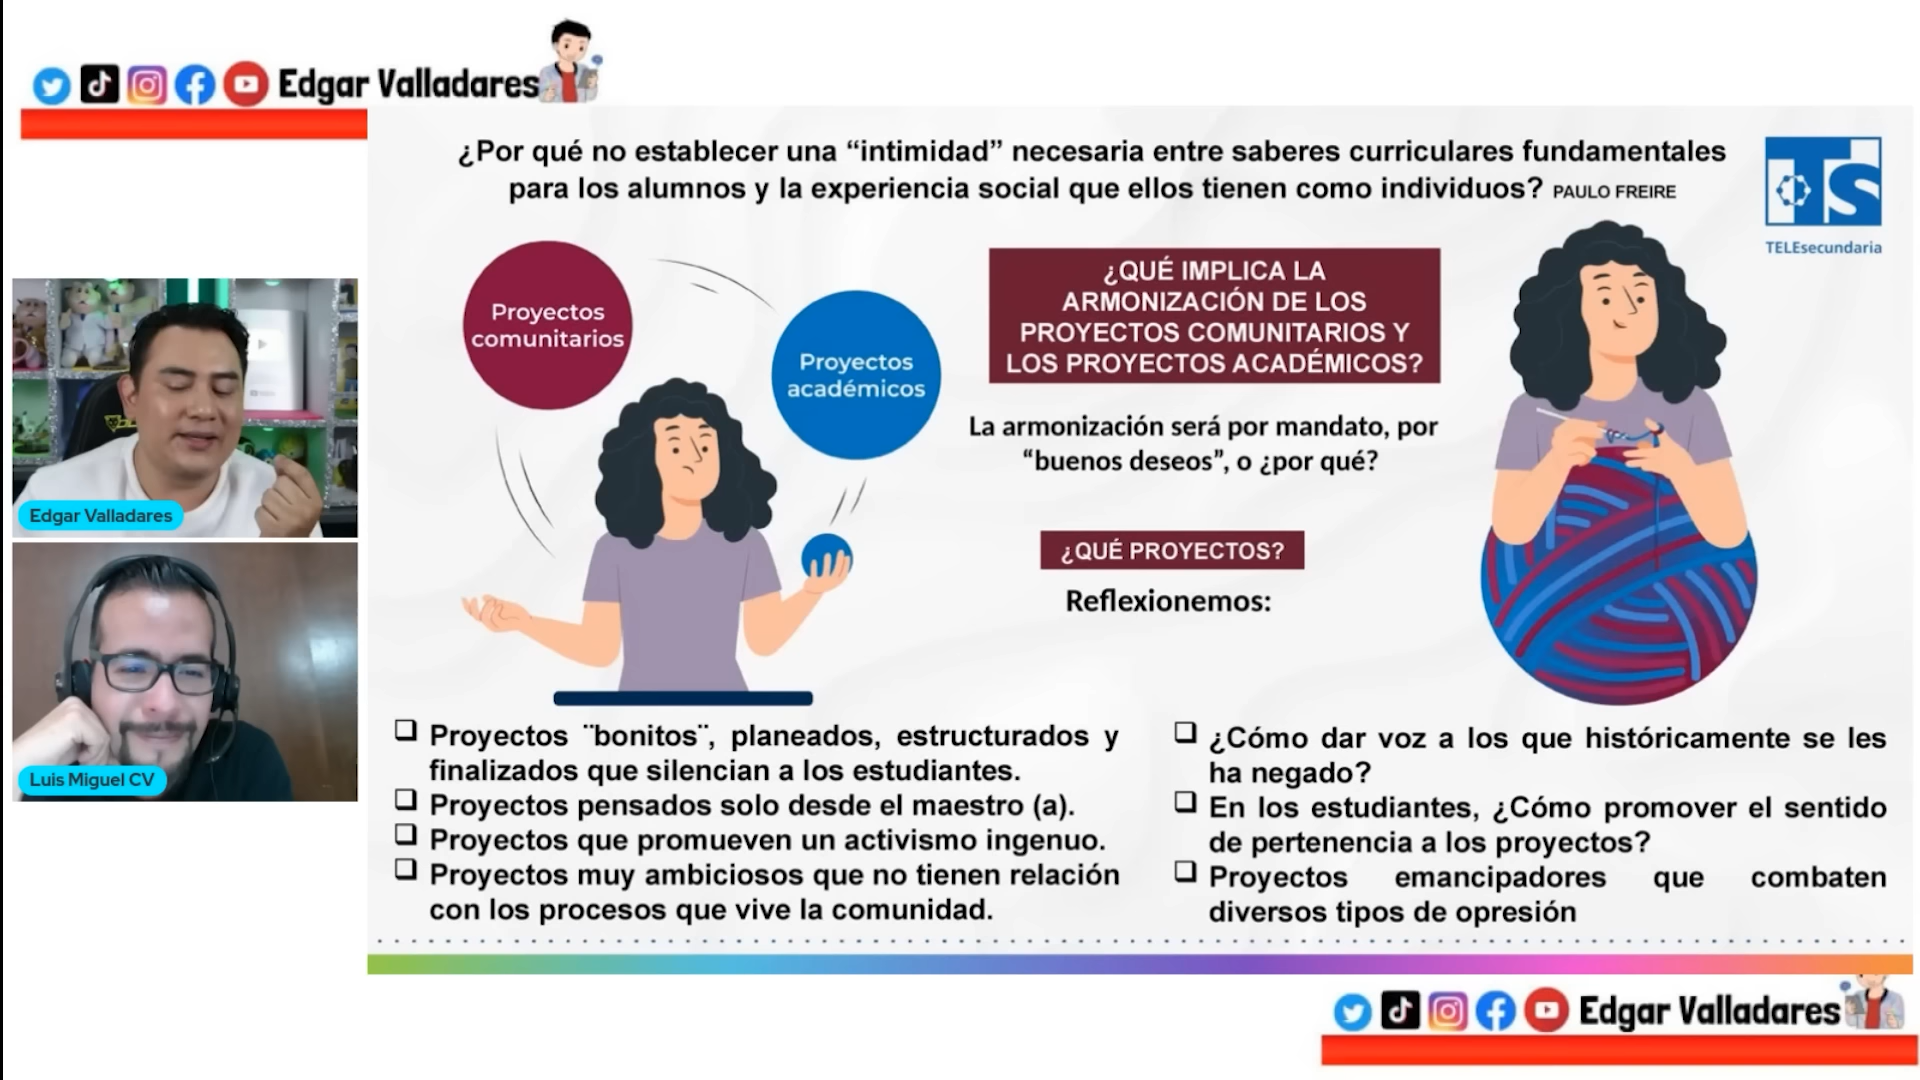 Edgar Valladares
¿Por qué no establecer una “intimidad” necesaria entre saberes curriculares fundamentales
para los alumnos y la experiencia social que ellos tienen como individuos? PAULO FREIRE
TS
TELEsecundaria
Proyectos
comunitarios
Proyectos
académicos
¿QUÉ IMPLICA LA
ARMONIZACIÓN DE LOS
PROYECTOS COMUNITARIOS Y
LOS PROYECTOS ACADÉMICOS?
La armonización será por mandato, por
“buenos deseos”, o ¿por qué?
¿QUÉ PROYECTOS?
Reflexionemos:
Edgar Valladares
Luis Miguel CV
Proyectos ¨bonitos¨, planeados, estructurados y
finalizados que silencian a los estudiantes.
Proyectos pensados solo desde el maestro (a).
Proyectos que promueven un activismo ingenuo.
Proyectos muy ambiciosos que no tienen relación
con los procesos que vive la comunidad.
¿Cómo dar voz a los que históricamente se les
ha negado?
En los estudiantes, ¿Cómo promover el sentido
de pertenencia a los proyectos?
Proyectos emancipadores que combaten
diversos tipos de opresión
Edgar Valladares